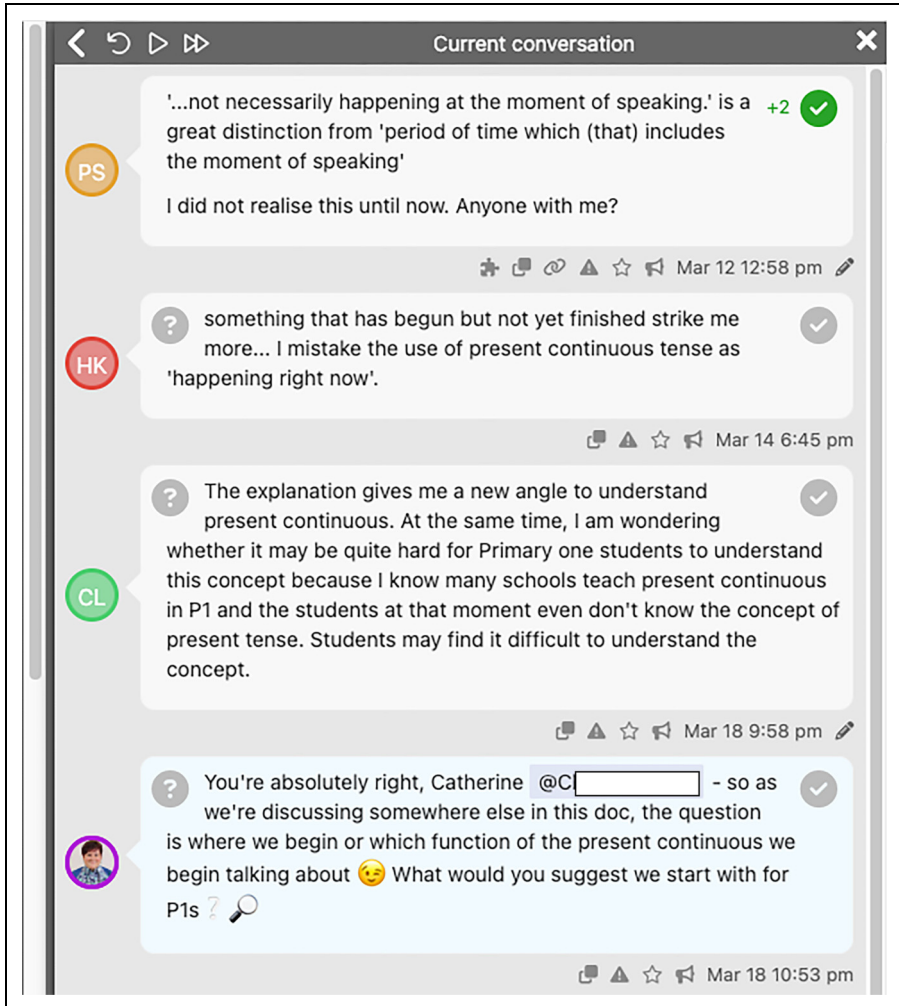 Current conversation
'...not necessarily happening at the moment of speaking.' is a
+2
great distinction from 'period of time which (that) includes
the moment of speaking'
PS
I did not realise this until now. Anyone with me?
Mar 12 12:58 pm
?
something that has begun but not yet finished strike me
more... I mistake the use of present continuous tense as
HK
'happening right now'.
Mar 14 6:45 pm
?
The explanation gives me a new angle to understand
present continuous. At the same time, I am wondering
whether it may be quite hard for Primary one students to understand
this concept because I know many schools teach present continuous
CL
in P1 and the students at that moment even don't know the concept of
present tense. Students may find it difficult to understand the
concept.
Mar 18 9:58 pm
?
You're absolutely right, Catherine @C - so as
we're discussing somewhere else in this doc, the question
is where we begin or which function of the present continuous we
begin talking about 😉 What would you suggest we start with for
P1s ❔ 🔎
Mar 18 10:53 pm